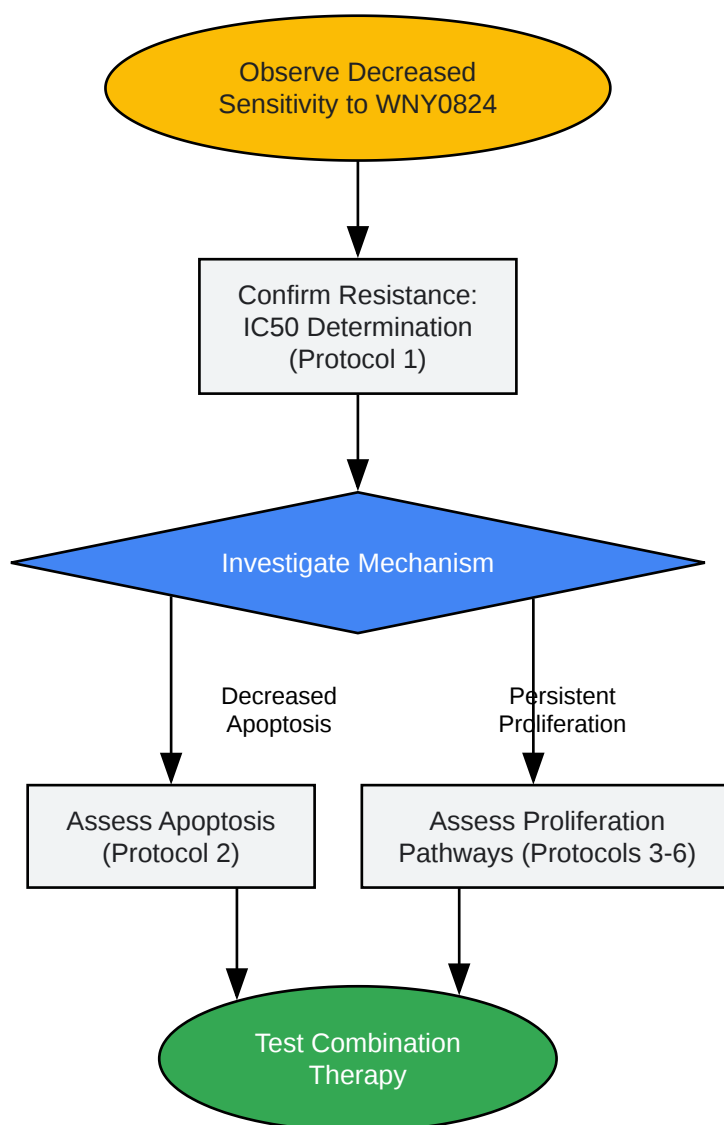 Observe Decreased
Sensitivity to WNY0824
Confirm Resistance:
IC50 Determination
(Protocol 1)
Investigate Mechanism
Decreased
Apoptosis
Persistent
Proliferation
Assess Apoptosis
(Protocol 2)
Assess Proliferation
Pathways (Protocols 3-6)
Test Combination
Therapy